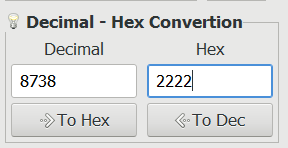 Decimal - Hex Convertion
Decimal Hex
8738 2222
To Hex To Dec